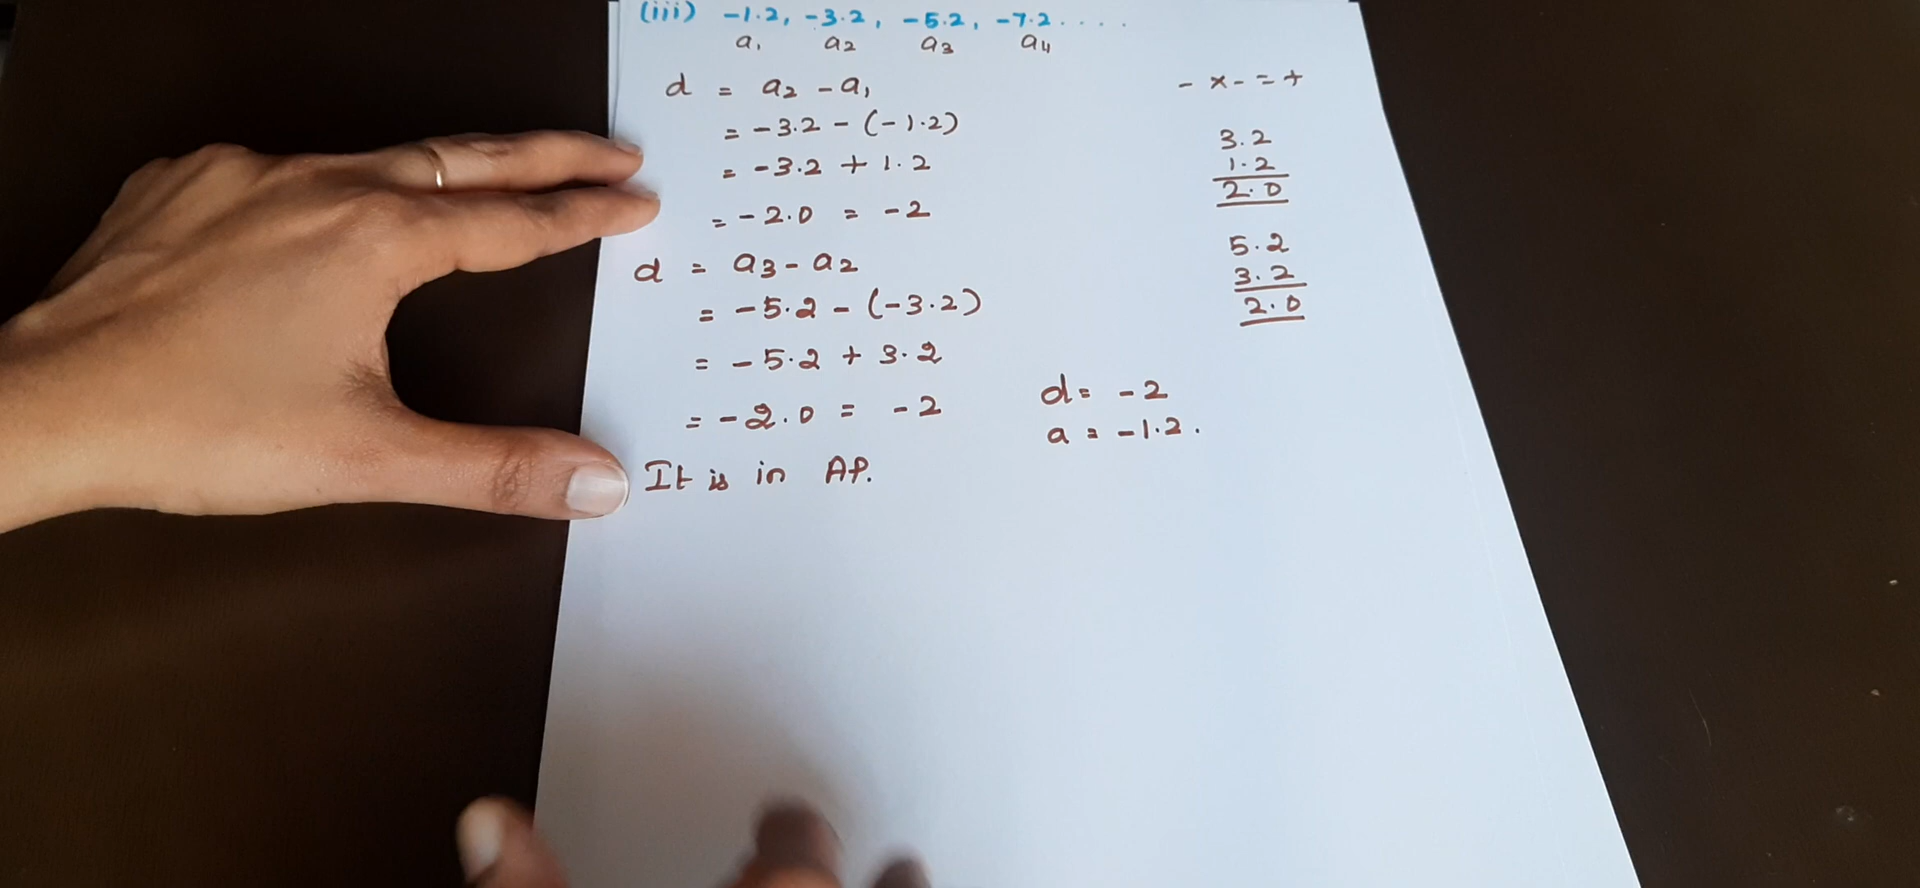 (iii) -1.2, -3.2, -5.2, -7.2....
a₁ a₂ a₃ a₄
d = a₂ - a₁
= -3.2 - (-1.2)
= -3.2 + 1.2
= -2.0 = -2
d = a₃ - a₂
= -5.2 - (-3.2)
= -5.2 + 3.2
= -2.0 = -2
It is in AP.
- x - = +
3.2
1.2
2.0
5.2
3.2
2.0
d = -2
a = -1.2.